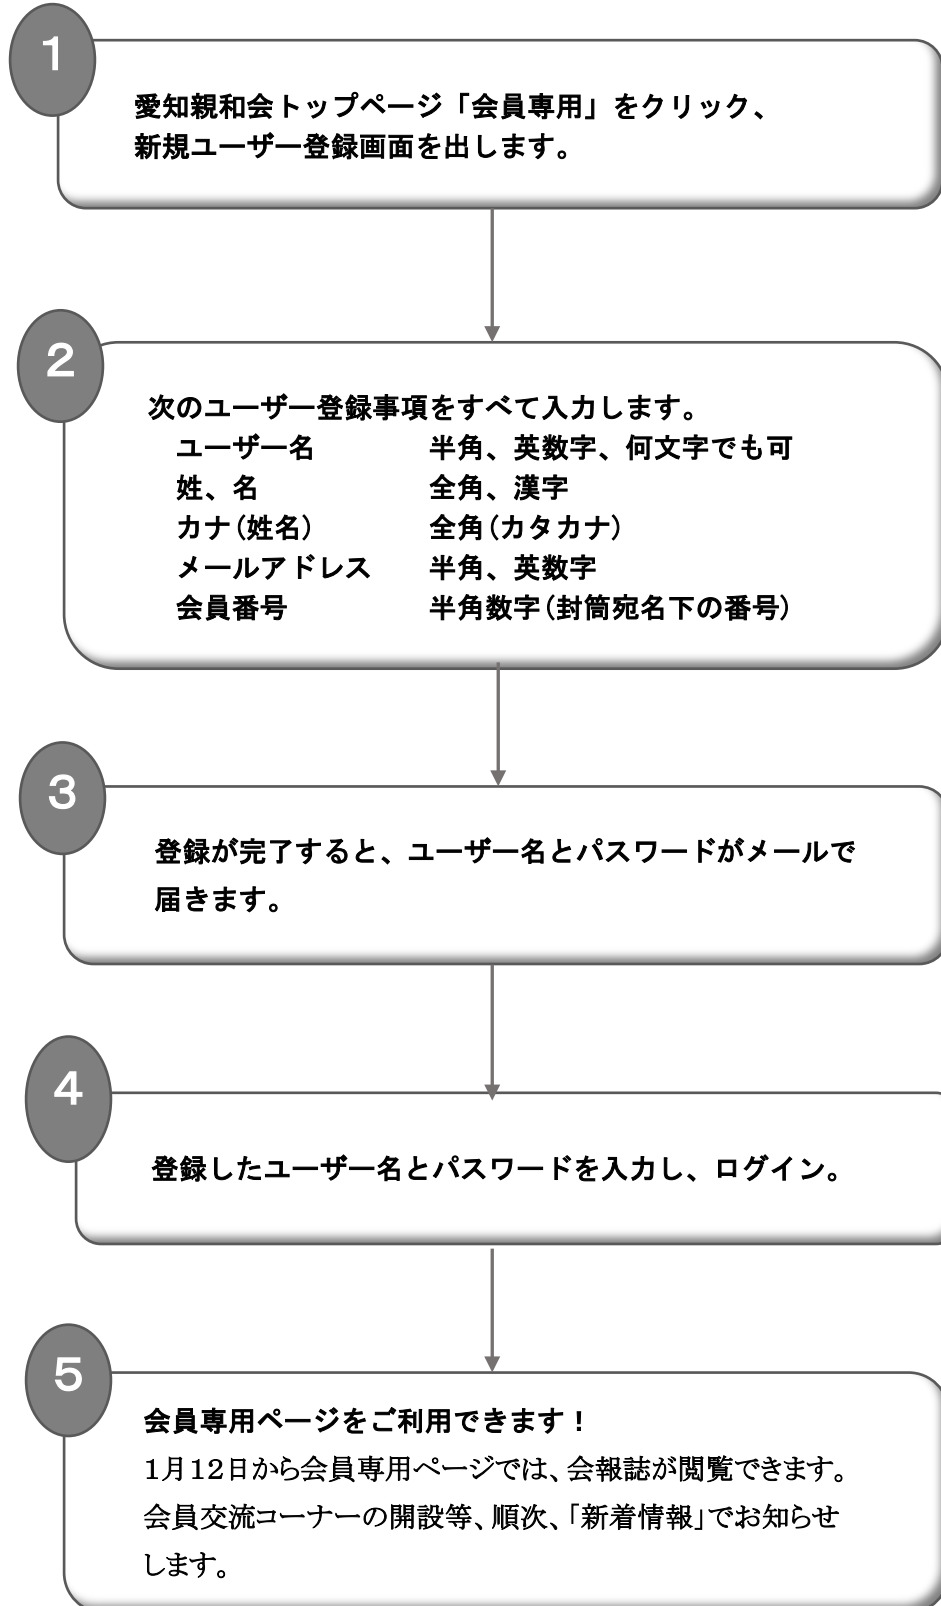 1
愛知親和会トップページ「会員専用」をクリック、
新規ユーザー登録画面を出します。
2
次のユーザー登録事項をすべて入力します。
ユーザー名　半角、英数字、何文字でも可
姓、名　全角、漢字
カナ(姓名)　全角(カタカナ)
メールアドレス　半角、英数字
会員番号　半角数字(封筒宛名下の番号)
3
登録が完了すると、ユーザー名とパスワードがメールで
届きます。
4
登録したユーザー名とパスワードを入力し、ログイン。
5
会員専用ページをご利用できます！
1月12日から会員専用ページでは、会報誌が閲覧できます。
会員交流コーナーの開設等、順次、「新着情報」でお知らせ
します。